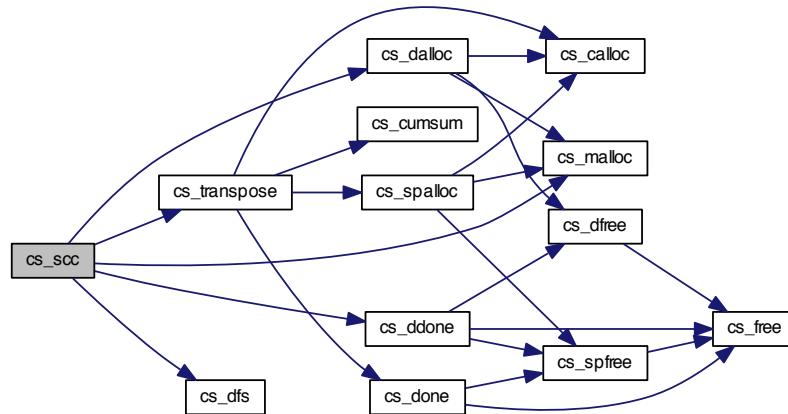 cs_dalloc
cs_calloc
cs_cumsum
cs_malloc
cs_transpose
cs_spalloc
cs_dfree
cs_scc
cs_ddone
cs_free
cs_spfree
cs_dfs
cs_done